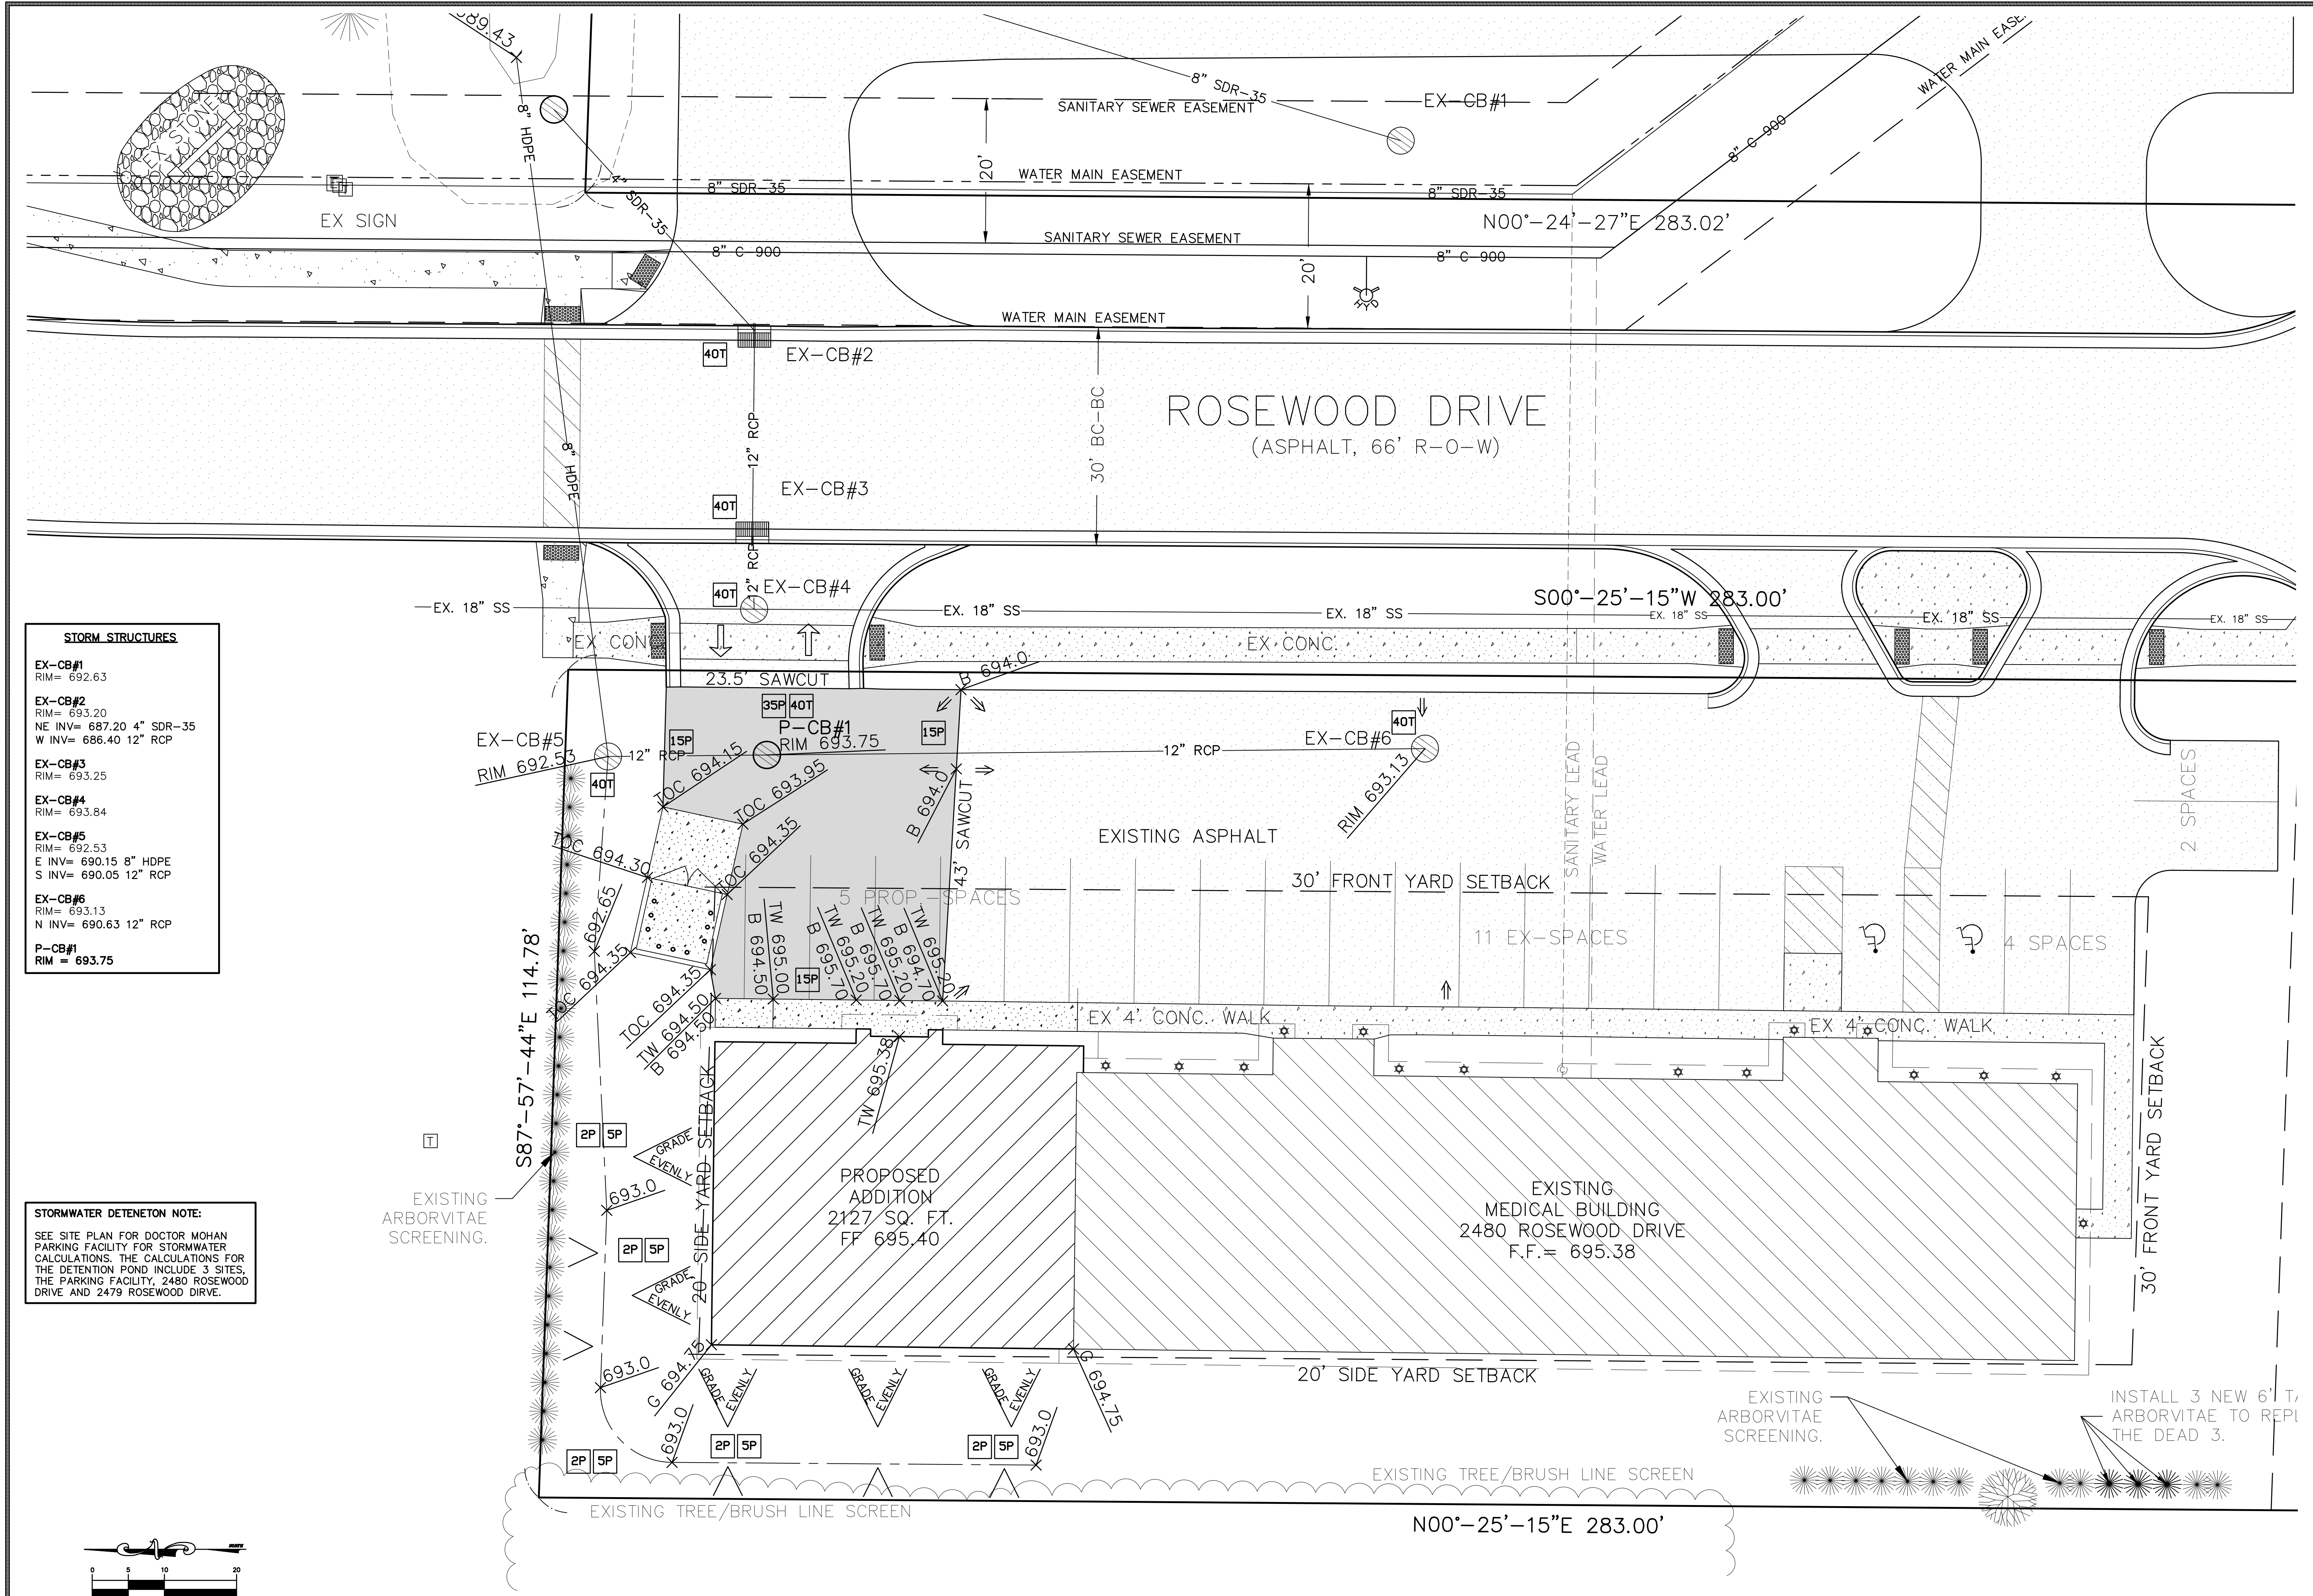 689.43
8" HDPE
8" SDR-35
EX-CB#1
SANITARY SEWER EASEMENT
WATER MAIN
8" C-900
EX STONE
4" SDR-35
20'
WATER MAIN EASEMENT
8" SDR-35
8" SDR-35
EX SIGN
N00°-24'-27"E 283.02'
SANITARY SEWER EASEMENT
8" C-900
8" C-900
20'
HYD
WATER MAIN EASEMENT
40T
EX-CB#2
ROSEWOOD DRIVE
(ASPHALT, 66' R-O-W)
30' BC-BC
12" RCP
8" HDPE
EX-CB#3
40T
12" RCP
40T
EX-CB#4
EX. 18" SS
EX. 18" SS
EX. 18" SS
S00°-25'-15"W 283.00'
EX. 18" SS
EX. 18" SS
EX. 18" SS
EX CONC.
EX CONC.
STORM STRUCTURES
EX-CB#1
RIM= 692.63
EX-CB#2
RIM= 693.20
NE INV= 687.20 4" SDR-35
W INV= 686.40 12" RCP
EX-CB#3
RIM= 693.25
EX-CB#4
RIM= 693.84
EX-CB#5
RIM= 692.53
E INV= 690.15 8" HDPE
S INV= 690.05 12" RCP
EX-CB#6
RIM= 693.13
N INV= 690.63 12" RCP
P-CB#1
RIM = 693.75
23.5' SAWCUT
B 694.0
35P 40T
P-CB#1
RIM 693.75
15P
15P
EX-CB#5
RIM 692.53
12" RCP
40T
12" RCP
EX-CB#6
40T
RIM 693.13
TOC 694.15
TOC 693.95
B 694.0
43' SAWCUT
TOC 694.30
TOC 694.35
EXISTING ASPHALT
SANITARY LEAD
WATER LEAD
2 SPACES
30' FRONT YARD SETBACK
5 PROP.-SPACES
11 EX-SPACES
4 SPACES
692.65
TOC 694.35
TOC 694.35
TW 695.00
B 694.50
TW 695.20
B 695.70
TW 695.20
B 695.70
TW 695.20
B 694.70
15P
TW 694.50
B 694.50
EX 4' CONC. WALK
EX 4' CONC. WALK
TW 695.38
S87°-57'-44"E 114.78'
T
20' SIDE YARD SETBACK
30' FRONT YARD SETBACK
2P 5P
GRADE
EVENLY
EXISTING
ARBORVITAE
SCREENING.
693.0
PROPOSED
ADDITION
2127 SQ. FT.
FF 695.40
EXISTING
MEDICAL BUILDING
2480 ROSEWOOD DRIVE
F.F.= 695.38
STORMWATER DETENETON NOTE:
SEE SITE PLAN FOR DOCTOR MOHAN
PARKING FACILITY FOR STORMWATER
CALCULATIONS. THE CALCULATIONS FOR
THE DETENTION POND INCLUDE 3 SITES,
THE PARKING FACILITY, 2480 ROSEWOOD
DRIVE AND 2479 ROSEWOOD DIRVE.
2P 5P
GRADE
EVENLY
693.0
G 694.75
GRADE
EVENLY
GRADE
EVENLY
GRADE
EVENLY
G 694.75
20' SIDE YARD SETBACK
693.0
693.0
2P 5P
2P 5P
2P 5P
EXISTING
ARBORVITAE
SCREENING.
INSTALL 3 NEW 6'
ARBORVITAE TO
THE DEAD 3.
EXISTING TREE/BRUSH LINE SCREEN
EXISTING TREE/BRUSH LINE SCREEN
N00°-25'-15"E 283.00'
NORTH
0 5 10 20